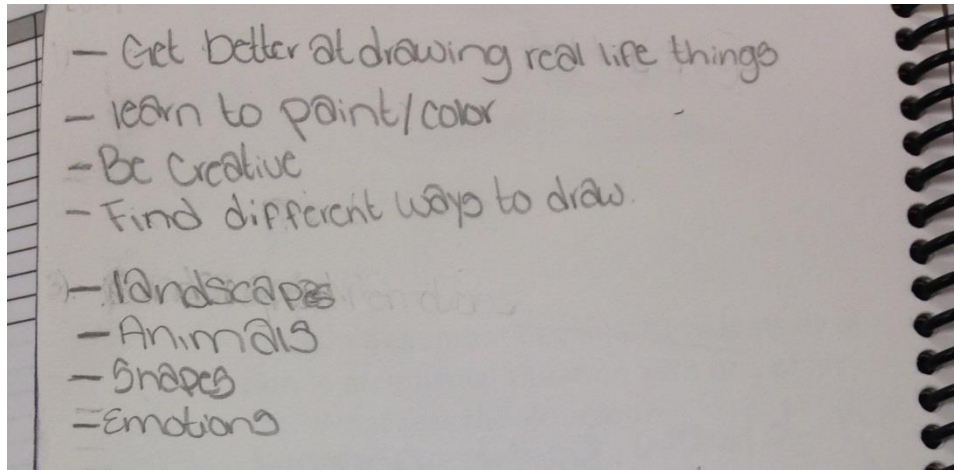 - Get better at drawing real life things
- learn to paint/color
- Be Creative
- Find different ways to draw.
- landscapes
- Animals
- Shapes
- Emotions